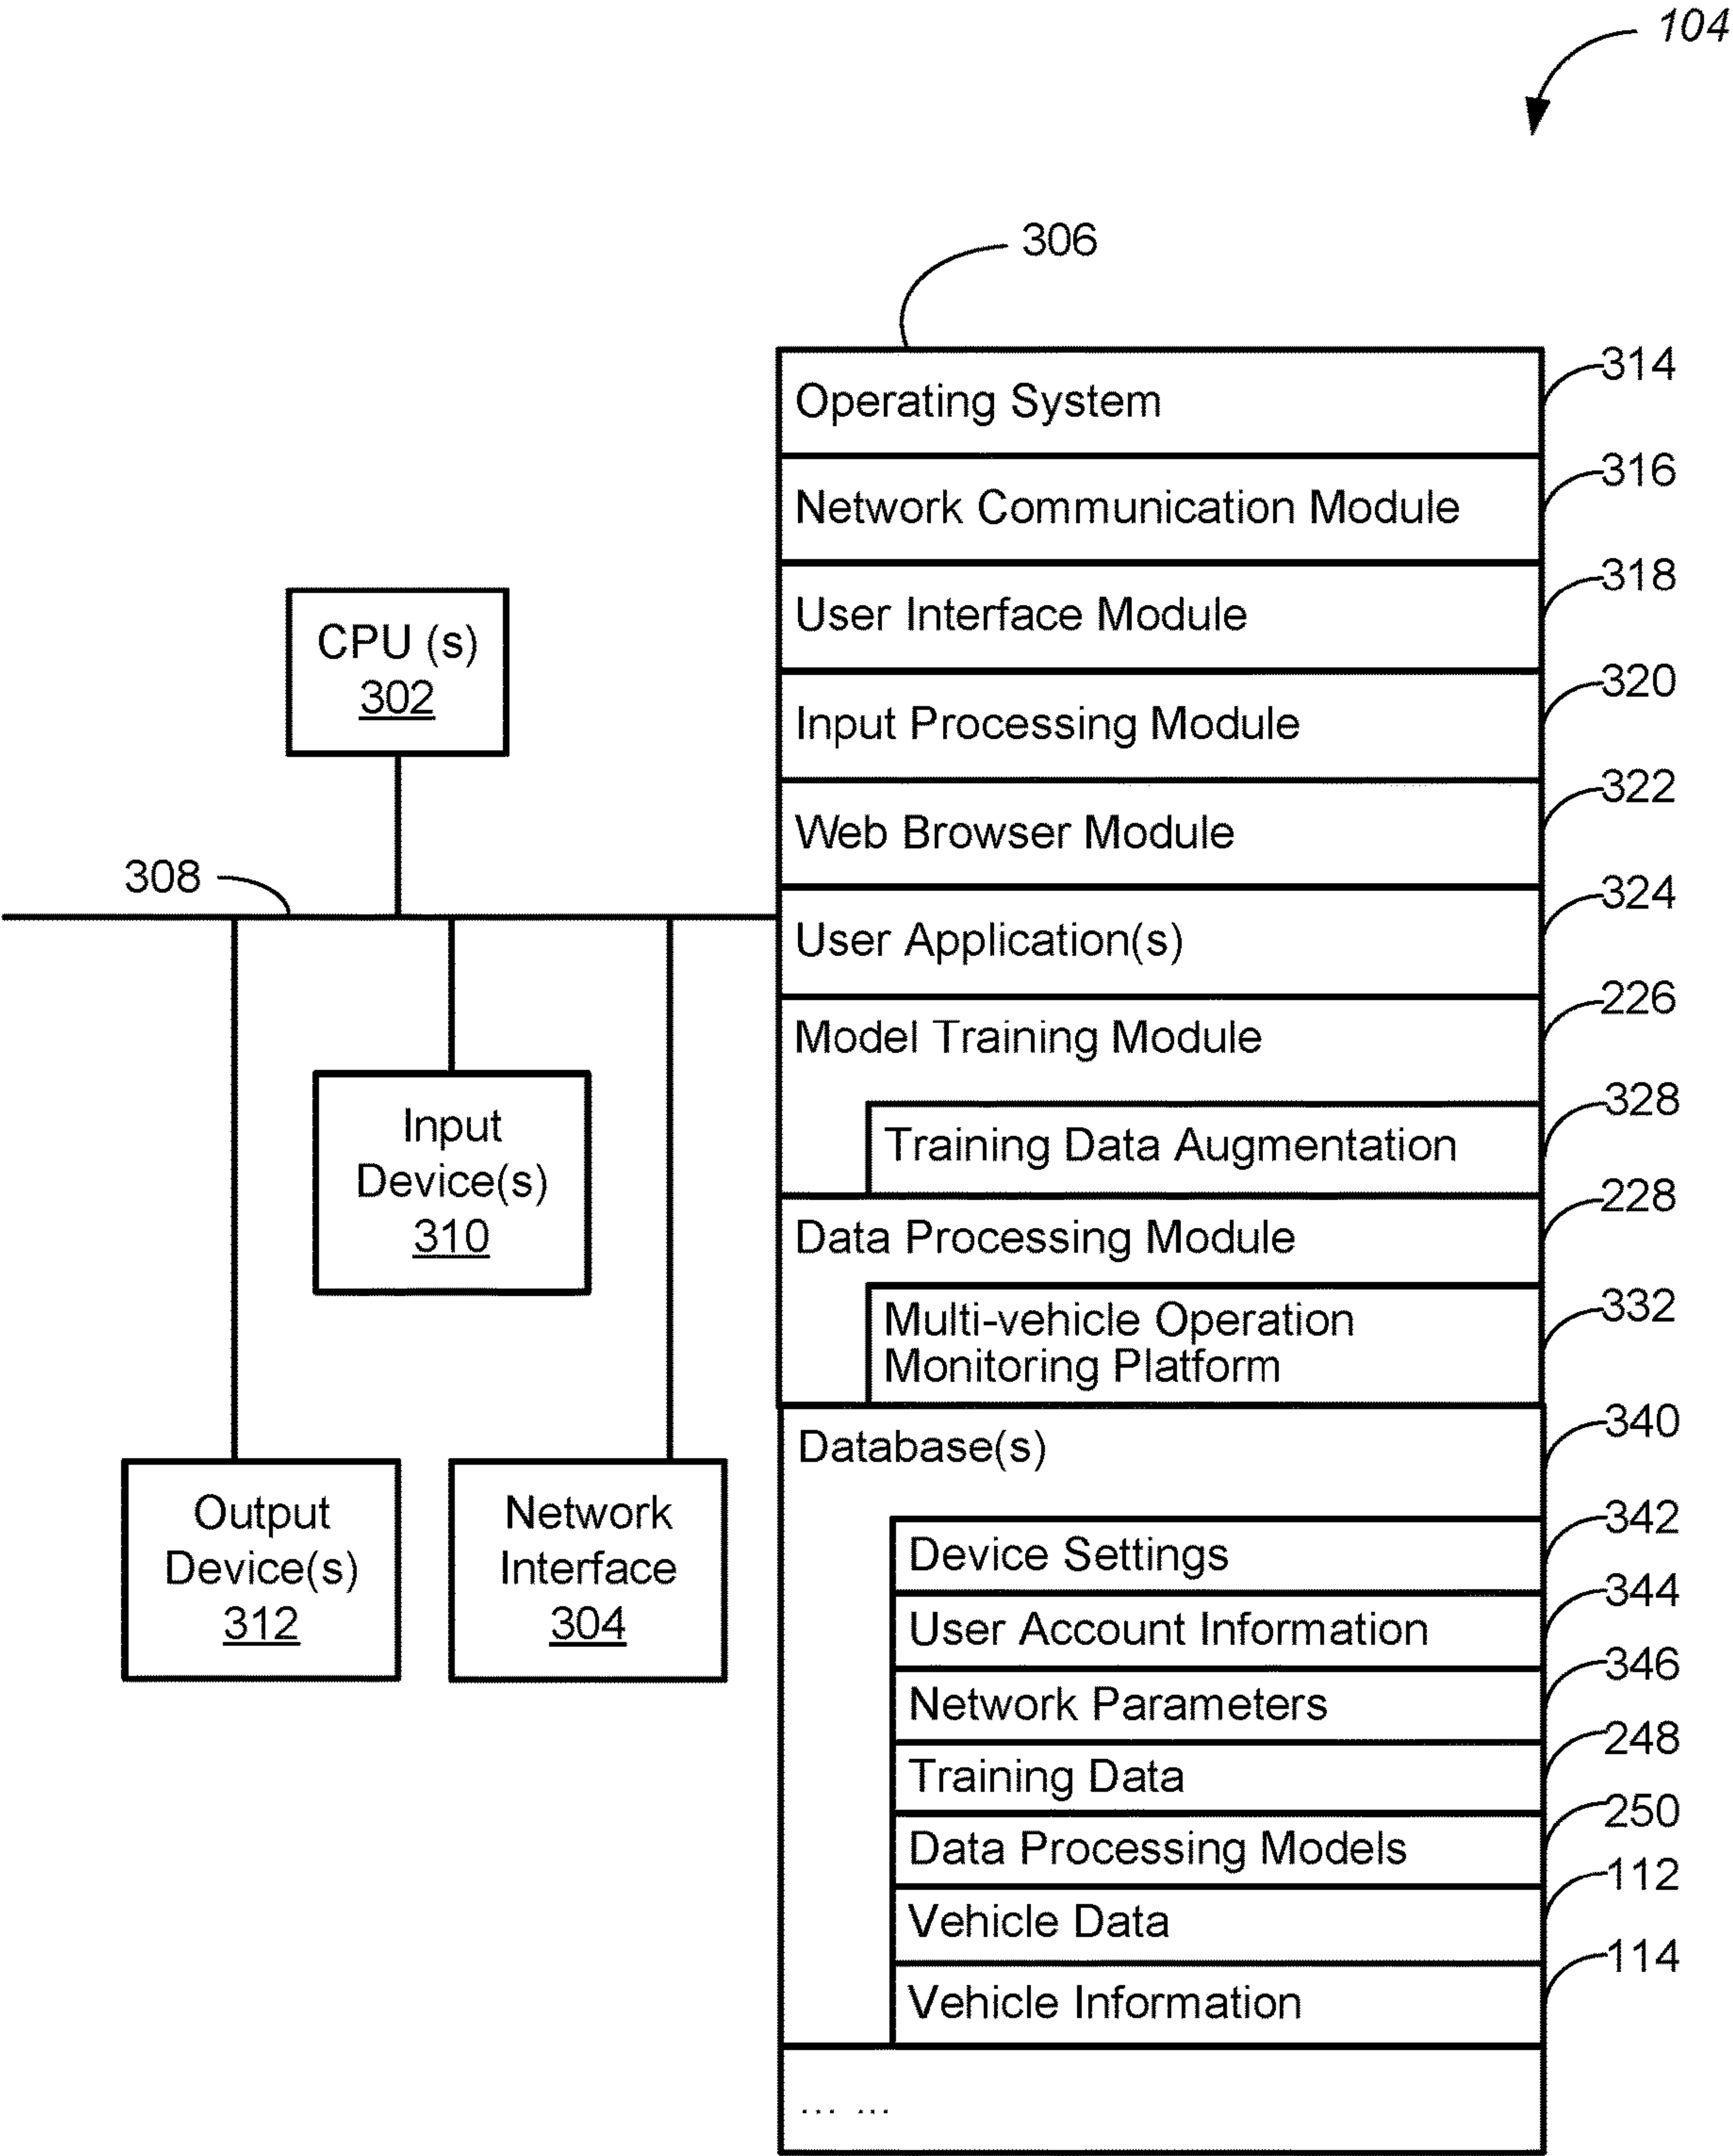 104
306
Operating System
314
Network Communication Module
316
User Interface Module
318
Input Processing Module
320
Web Browser Module
322
User Application(s)
324
Model Training Module
226
Training Data Augmentation
328
Data Processing Module
228
Multi-vehicle Operation
Monitoring Platform
332
Database(s)
340
Device Settings
342
User Account Information
344
Network Parameters
346
Training Data
248
Data Processing Models
250
Vehicle Data
112
Vehicle Information
114
... ...
CPU (s)
302
308
Input
Device(s)
310
Output
Device(s)
312
Network
Interface
304